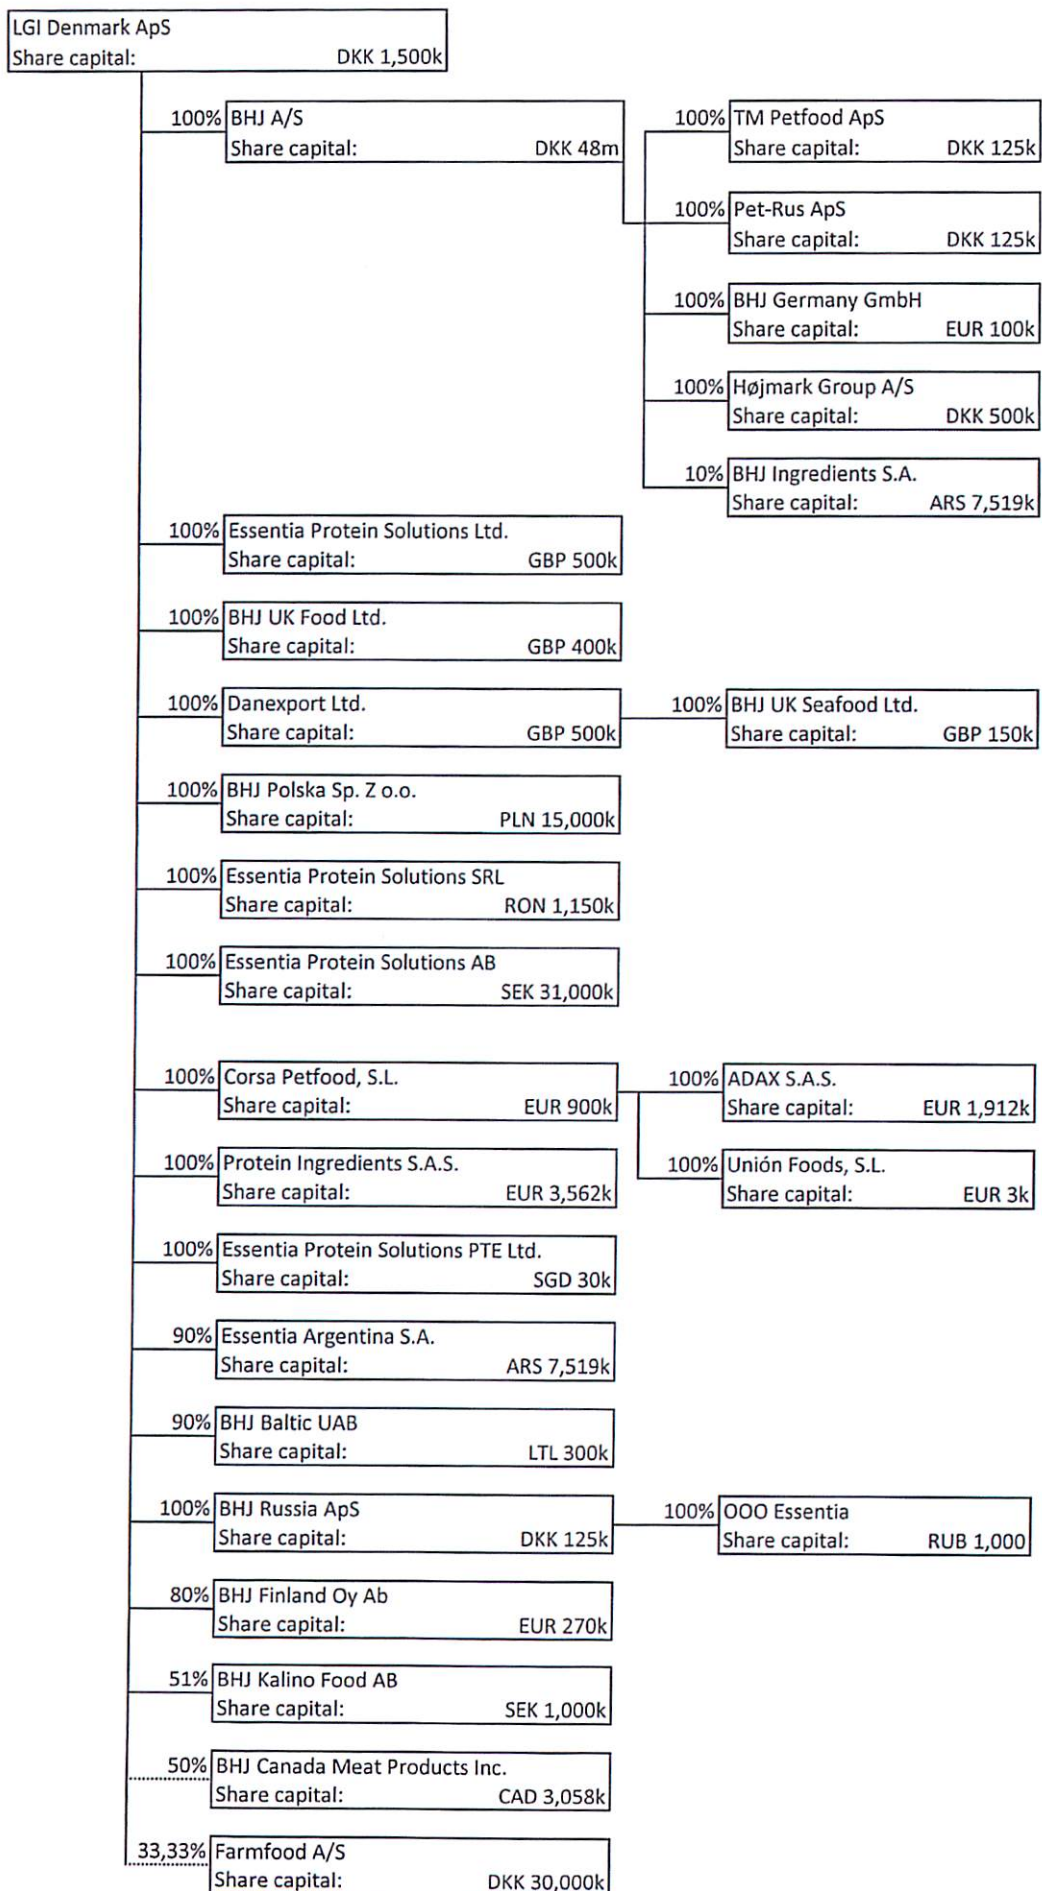 LGI Denmark ApS
Share capital: DKK 1,500k
100% BHJ A/S
Share capital: DKK 48m
100% TM Petfood ApS
Share capital: DKK 125k
100% Pet-Rus ApS
Share capital: DKK 125k
100% BHJ Germany GmbH
Share capital: EUR 100k
100% Højmark Group A/S
Share capital: DKK 500k
10% BHJ Ingredients S.A.
Share capital: ARS 7,519k
100% Essentia Protein Solutions Ltd.
Share capital: GBP 500k
100% BHJ UK Food Ltd.
Share capital: GBP 400k
100% Danexport Ltd.
Share capital: GBP 500k
100% BHJ UK Seafood Ltd.
Share capital: GBP 150k
100% BHJ Polska Sp. Z o.o.
Share capital: PLN 15,000k
100% Essentia Protein Solutions SRL
Share capital: RON 1,150k
100% Essentia Protein Solutions AB
Share capital: SEK 31,000k
100% Corsa Petfood, S.L.
Share capital: EUR 900k
100% ADAX S.A.S.
Share capital: EUR 1,912k
100% Protein Ingredients S.A.S.
Share capital: EUR 3,562k
100% Unión Foods, S.L.
Share capital: EUR 3k
100% Essentia Protein Solutions PTE Ltd.
Share capital: SGD 30k
90% Essentia Argentina S.A.
Share capital: ARS 7,519k
90% BHJ Baltic UAB
Share capital: LTL 300k
100% BHJ Russia ApS
Share capital: DKK 125k
100% OOO Essentia
Share capital: RUB 1,000
80% BHJ Finland Oy Ab
Share capital: EUR 270k
51% BHJ Kalino Food AB
Share capital: SEK 1,000k
50% BHJ Canada Meat Products Inc.
Share capital: CAD 3,058k
33,33% Farmfood A/S
Share capital: DKK 30,000k